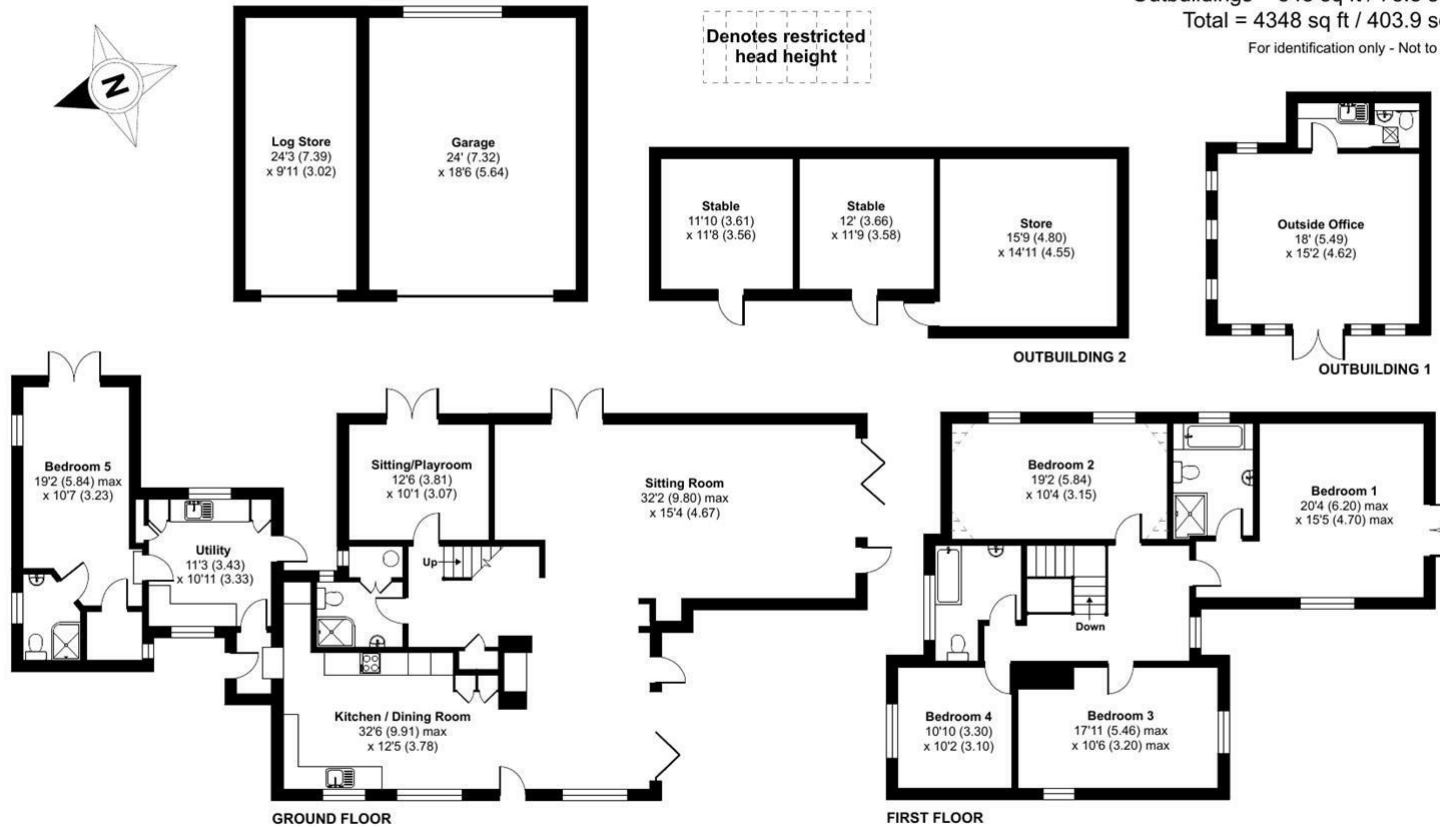 Total = 4348 sq ft / 403.9 s
For identification only - Not to
N
Denotes restricted
head height
Log Store
24'3 (7.39)
x 9'11 (3.02)
Garage
24' (7.32)
x 18'6 (5.64)
Stable
11'10 (3.61)
x 11'8 (3.56)
Stable
12' (3.66)
x 11'9 (3.58)
Store
15'9 (4.80)
x 14'11 (4.55)
OUTBUILDING 2
Outside Office
18' (5.49)
x 15'2 (4.62)
OUTBUILDING 1
Bedroom 5
19'2 (5.84) max
x 10'7 (3.23)
Utility
11'3 (3.43)
x 10'11 (3.33)
Sitting/Playroom
12'6 (3.81)
x 10'1 (3.07)
Up
Sitting Room
32'2 (9.80) max
x 15'4 (4.67)
Kitchen / Dining Room
32'6 (9.91) max
x 12'5 (3.78)
GROUND FLOOR
Bedroom 2
19'2 (5.84)
x 10'4 (3.15)
Bedroom 1
20'4 (6.20) max
x 15'5 (4.70) max
Down
Bedroom 4
10'10 (3.30)
x 10'2 (3.10)
Bedroom 3
17'11 (5.46) max
x 10'6 (3.20) max
FIRST FLOOR